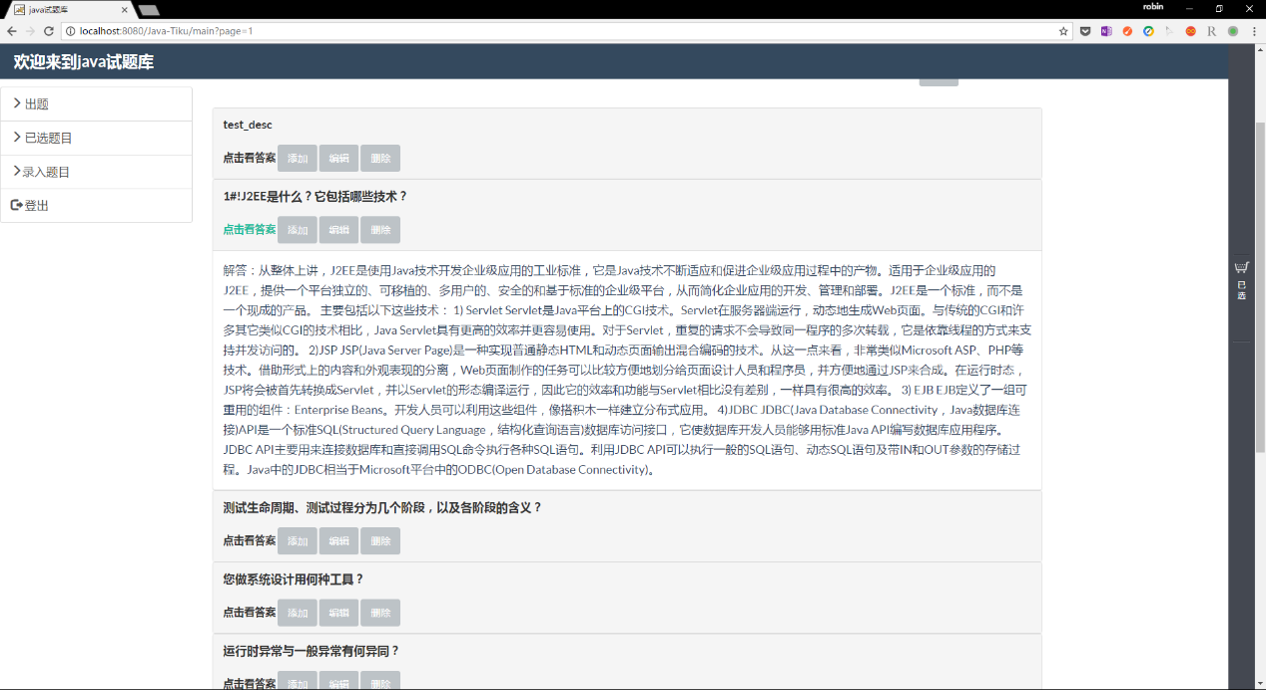 java试题库
robin
localhost:8080/Java-Tiku/main?page=1
欢迎来到java试题库
出题
已选题目
录入题目
登出
test_desc
点击看答案 添加 编辑 删除
1#!J2EE是什么？它包括哪些技术？
点击看答案 添加 编辑 删除
解答：从整体上讲，J2EE是使用Java技术开发企业级应用的工业标准，它是Java技术不断适应和促进企业级应用过程中的产物。适用于企业级应用的
J2EE，提供一个平台独立的、可移植的、多用户的、安全的和基于标准的企业级平台，从而简化企业应用的开发、管理和部署。J2EE是一个标准，而不是
一个现成的产品。 主要包括以下这些技术： 1) Servlet Servlet是Java平台上的CGI技术。Servlet在服务器端运行，动态地生成Web页面。与传统的CGI和许
多其它类似CGI的技术相比，Java Servlet具有更高的效率并更容易使用。对于Servlet，重复的请求不会导致同一程序的多次转载，它是依靠线程的方式来支
持并发访问的。 2)JSP JSP(Java Server Page)是一种实现普通静态HTML和动态页面输出混合编码的技术。从这一点来看，非常类似Microsoft ASP、PHP等
技术。借助形式上的内容和外观表现的分离，Web页面制作的任务可以比较方便地划分给页面设计人员和程序员，并方便地通过JSP来合成。在运行时态，
JSP将会被首先转换成Servlet，并以Servlet的形态编译运行，因此它的效率和功能与Servlet相比没有差别，一样具有很高的效率。 3) EJB EJB定义了一组可
重用的组件：Enterprise Beans。开发人员可以利用这些组件，像搭积木一样建立分布式应用。 4)JDBC JDBC(Java Database Connectivity，Java数据库连
接)API是一个标准SQL(Structured Query Language，结构化查询语言)数据库访问接口，它使数据库开发人员能够用标准Java API编写数据库应用程序。
JDBC API主要用来连接数据库和直接调用SQL命令执行各种SQL语句。利用JDBC API可以执行一般的SQL语句、动态SQL语句及带IN和OUT参数的存储过
程。Java中的JDBC相当于Microsoft平台中的ODBC(Open Database Connectivity)。
测试生命周期、测试过程分为几个阶段，以及各阶段的含义？
点击看答案 添加 编辑 删除
您做系统设计用何种工具？
点击看答案 添加 编辑 删除
运行时异常与一般异常有何异同？
点击看答案 添加 编辑 删除
已
选